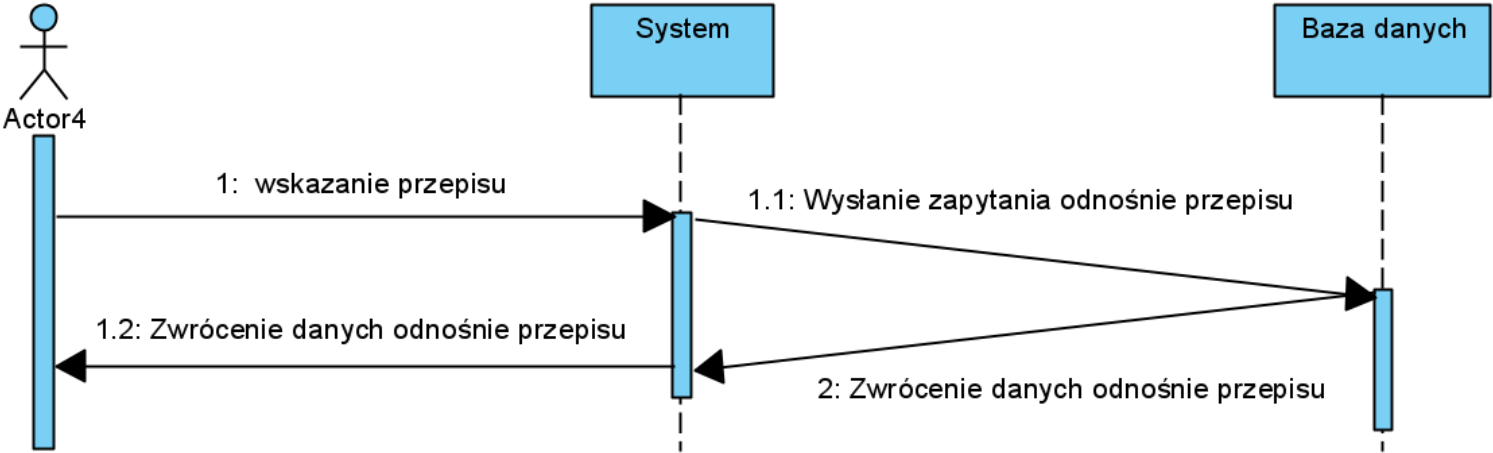 System
Baza danych
Actor4
1: wskazanie przepisu
1.1: Wysłanie zapytania odnośnie przepisu
1.2: Zwrócenie danych odnośnie przepisu
2: Zwrócenie danych odnośnie przepisu